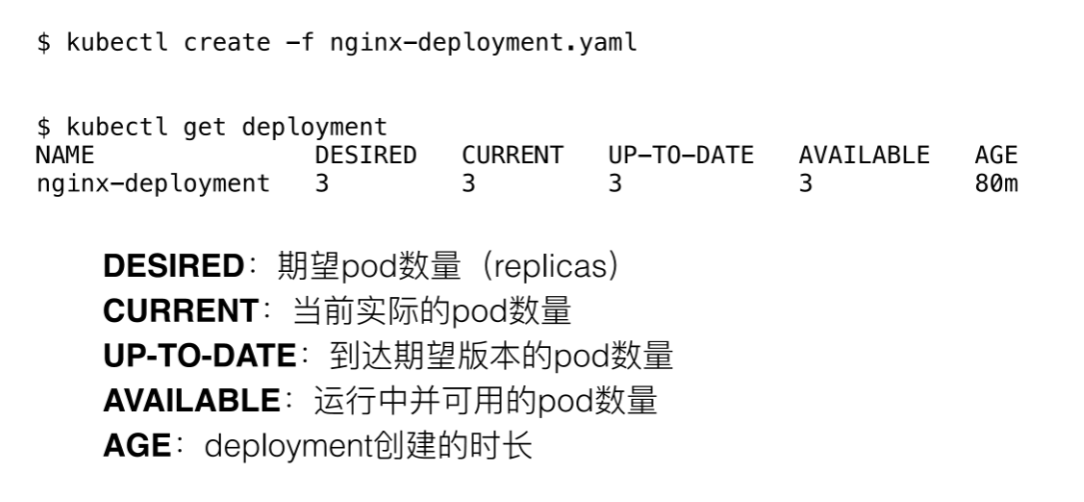 $ kubectl create -f nginx-deployment.yaml
$ kubectl get deployment
NAME DESIRED CURRENT UP-TO-DATE AVAILABLE AGE
nginx-deployment 3 3 3 3 80m
DESIRED：期望pod数量（replicas）
CURRENT：当前实际的pod数量
UP-TO-DATE：到达期望版本的pod数量
AVAILABLE：运行中并可用的pod数量
AGE：deployment创建的时长